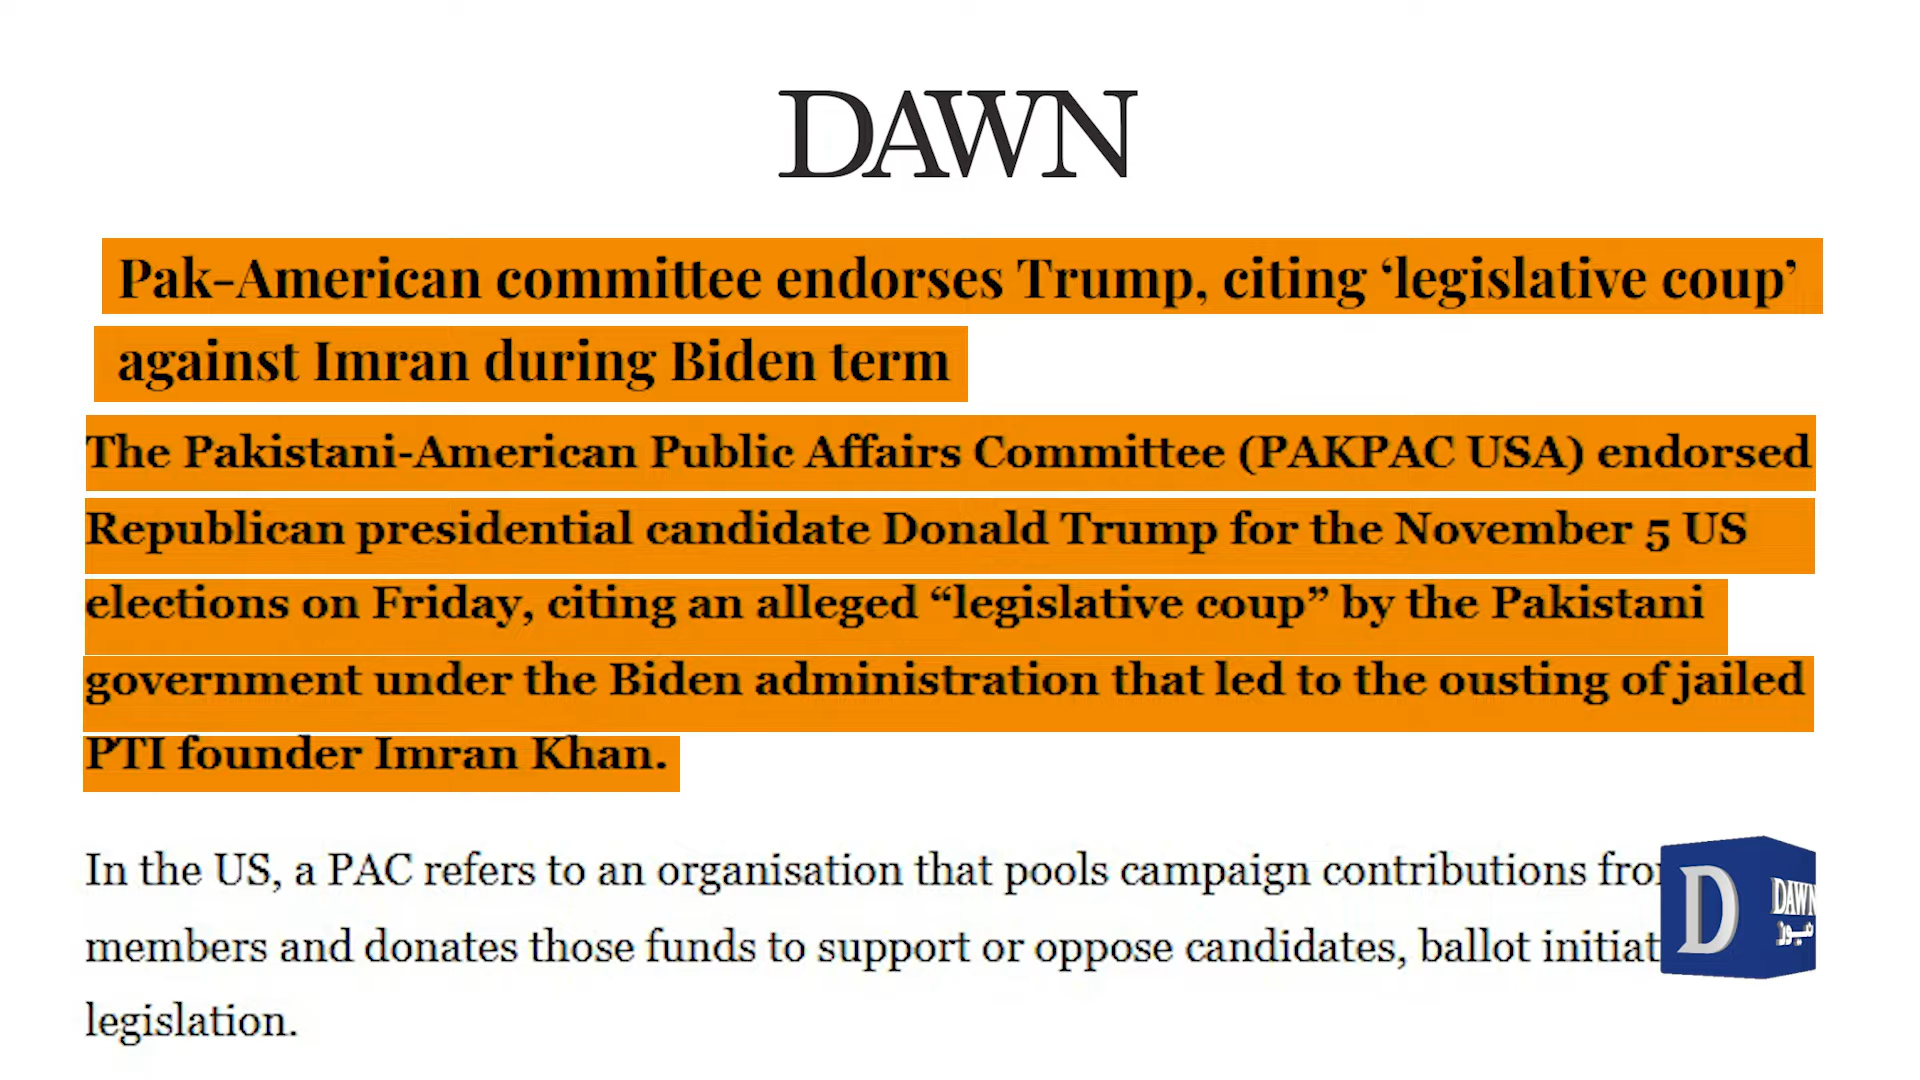 DAWN
Pak-American committee endorses Trump, citing ‘legislative coup’
against Imran during Biden term
The Pakistani-American Public Affairs Committee (PAKPAC USA) endorsed
Republican presidential candidate Donald Trump for the November 5 US
elections on Friday, citing an alleged “legislative coup” by the Pakistani
government under the Biden administration that led to the ousting of jailed
PTI founder Imran Khan.
In the US, a PAC refers to an organisation that pools campaign contributions
members and donates those funds to support or oppose candidates, ballot
legislation.
D
DAWN
نیوز